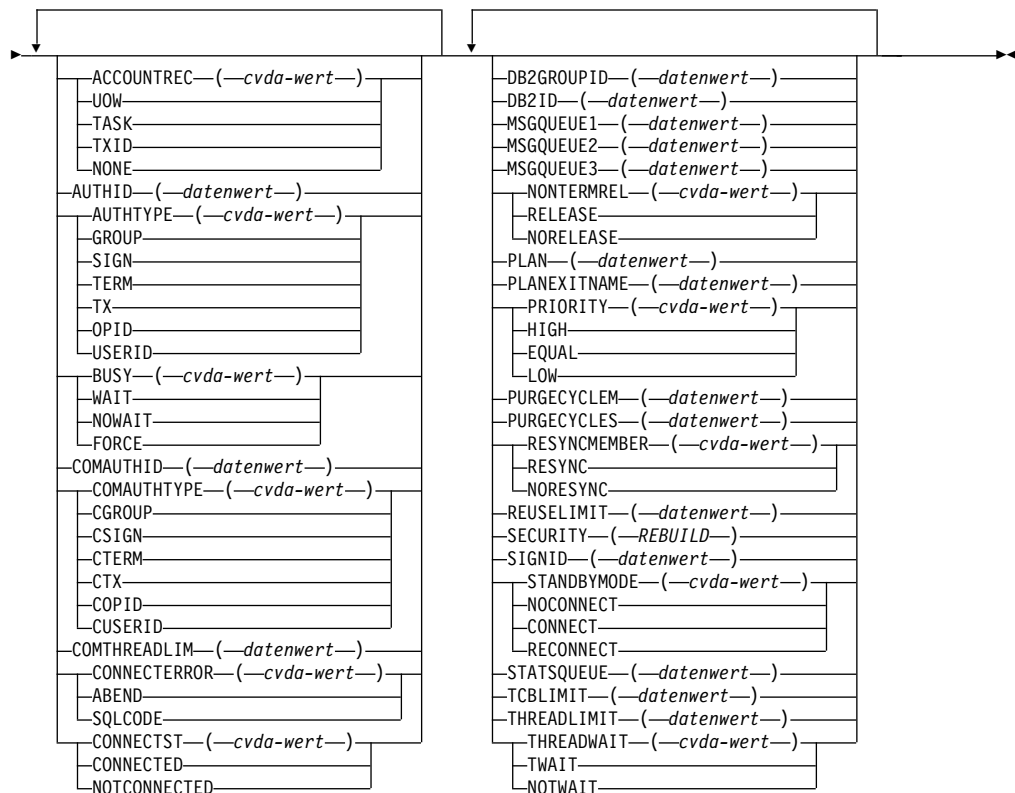 ACCOUNTREC ( cvda-wert )
UOW
TASK
TXID
NONE
AUTHID ( datenwert )
AUTHTYPE ( cvda-wert )
GROUP
SIGN
TERM
TX
OPID
USERID
BUSY ( cvda-wert )
WAIT
NOWAIT
FORCE
COMAUTHID ( datenwert )
COMAUTHTYPE ( cvda-wert )
CGROUP
CSIGN
CTERM
CTX
COPID
CUSERID
COMTHREADLIM ( datenwert )
CONNECTERROR ( cvda-wert )
ABEND
SQLCODE
CONNECTST ( cvda-wert )
CONNECTED
NOTCONNECTED
DB2GROUPID ( datenwert )
DB2ID ( datenwert )
MSGQUEUE1 ( datenwert )
MSGQUEUE2 ( datenwert )
MSGQUEUE3 ( datenwert )
NONTERMREL ( cvda-wert )
RELEASE
NORELEASE
PLAN ( datenwert )
PLANEXITNAME ( datenwert )
PRIORITY ( cvda-wert )
HIGH
EQUAL
LOW
PURGECYCLEM ( datenwert )
PURGECYCLES ( datenwert )
RESYNCMEMBER ( cvda-wert )
RESYNC
NORESYNC
REUSELIMIT ( datenwert )
SECURITY ( REBUILD )
SIGNID ( datenwert )
STANDBYMODE ( cvda-wert )
NOCONNECT
CONNECT
RECONNECT
STATSQUEUE ( datenwert )
TCBLIMIT ( datenwert )
THREADLIMIT ( datenwert )
THREADWAIT ( cvda-wert )
TWAIT
NOTWAIT